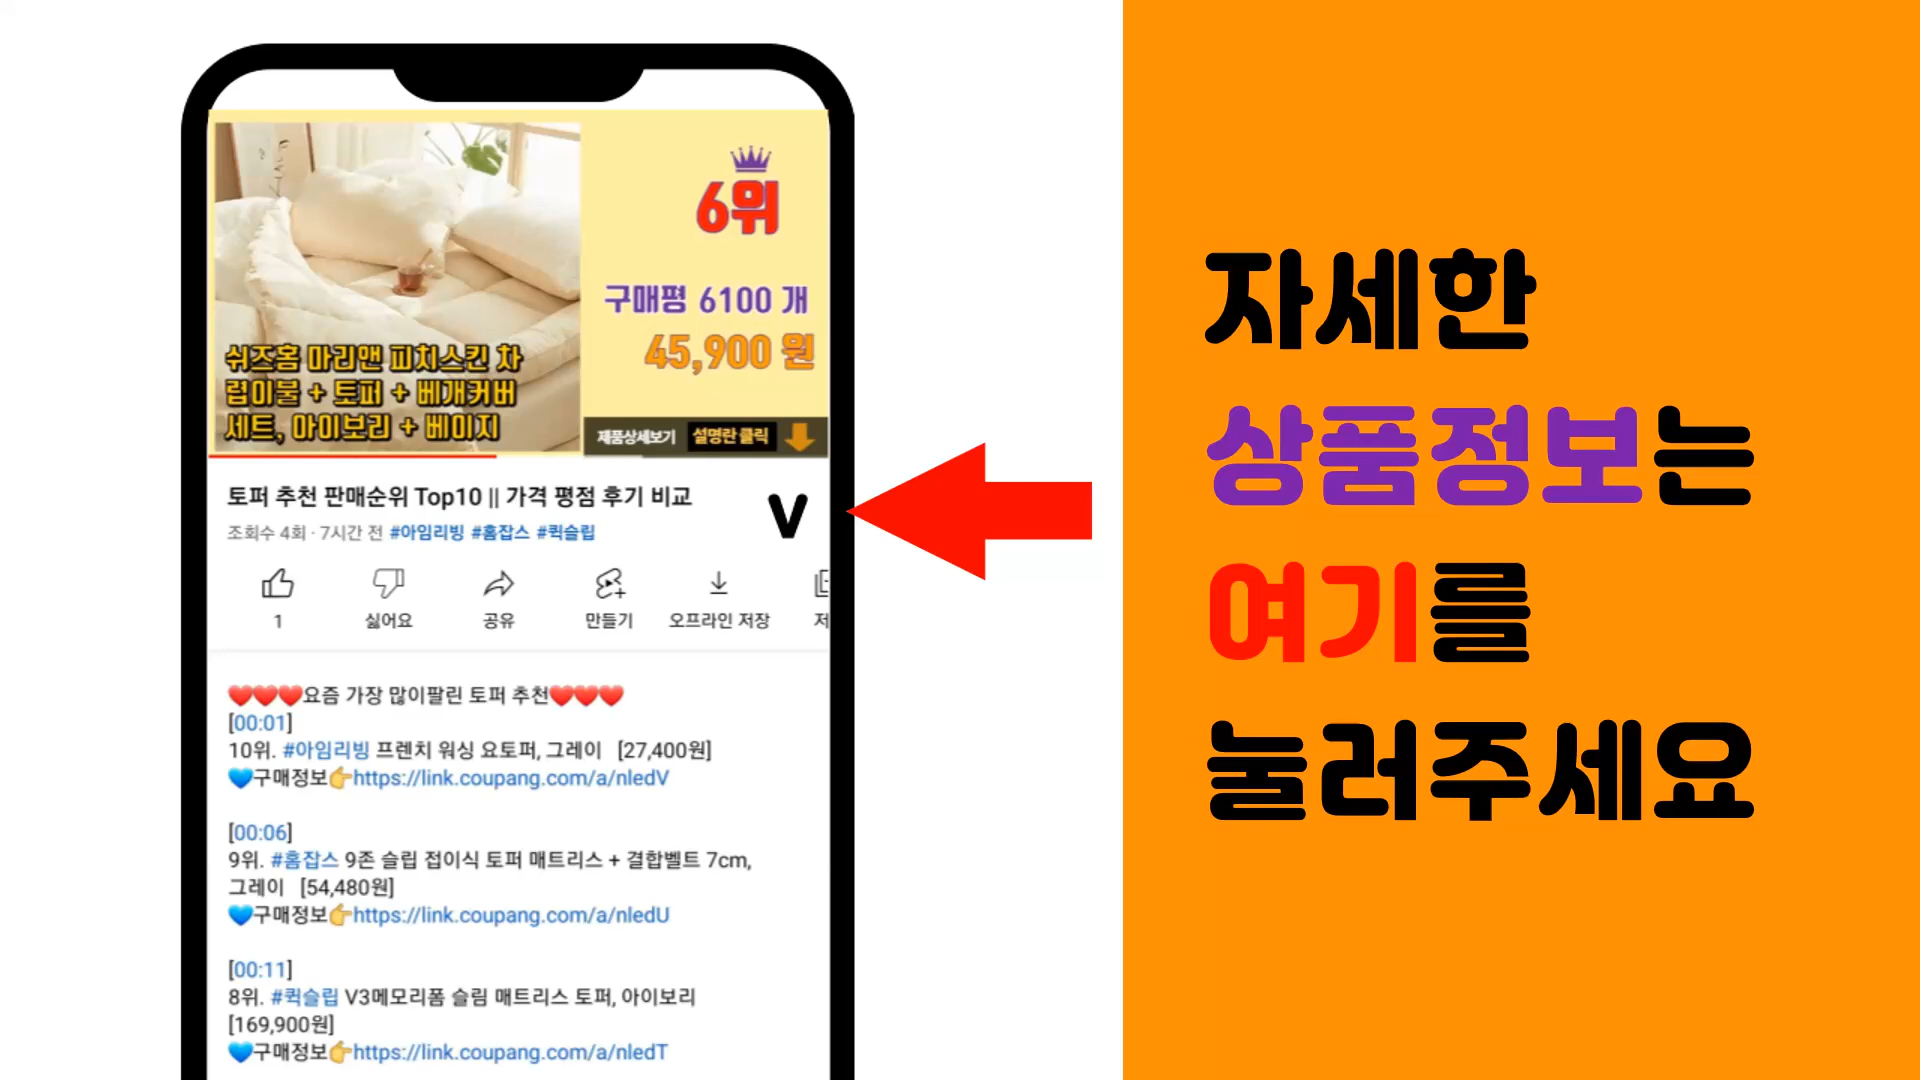 6위
구매평 6100 개
45,900 원
쉬즈홈 마리앤 피치스킨 차
렵이불 + 토퍼 + 베개커버
세트, 아이보리 + 베이지
제품상세보기 설명란 클릭
토퍼 추천 판매순위 Top10 || 가격 평점 후기 비교
V
조회수 4회 · 7시간 전 #아임리빙 #홈잡스 #퀵슬립
1 싫어요 공유 만들기 오프라인 저장 저
❤️❤️❤️요즘 가장 많이팔린 토퍼 추천❤️❤️❤️
[00:01]
10위. #아임리빙 프렌치 워싱 요토퍼, 그레이 [27,400원]
💙구매정보👉https://link.coupang.com/a/nledV
[00:06]
9위. #홈잡스 9존 슬립 접이식 토퍼 매트리스 + 결합벨트 7cm,
그레이 [54,480원]
💙구매정보👉https://link.coupang.com/a/nledU
[00:11]
8위. #퀵슬립 V3메모리폼 슬림 매트리스 토퍼, 아이보리
[169,900원]
💙구매정보👉https://link.coupang.com/a/nledT
자세한
상품정보는
여기를
눌러주세요